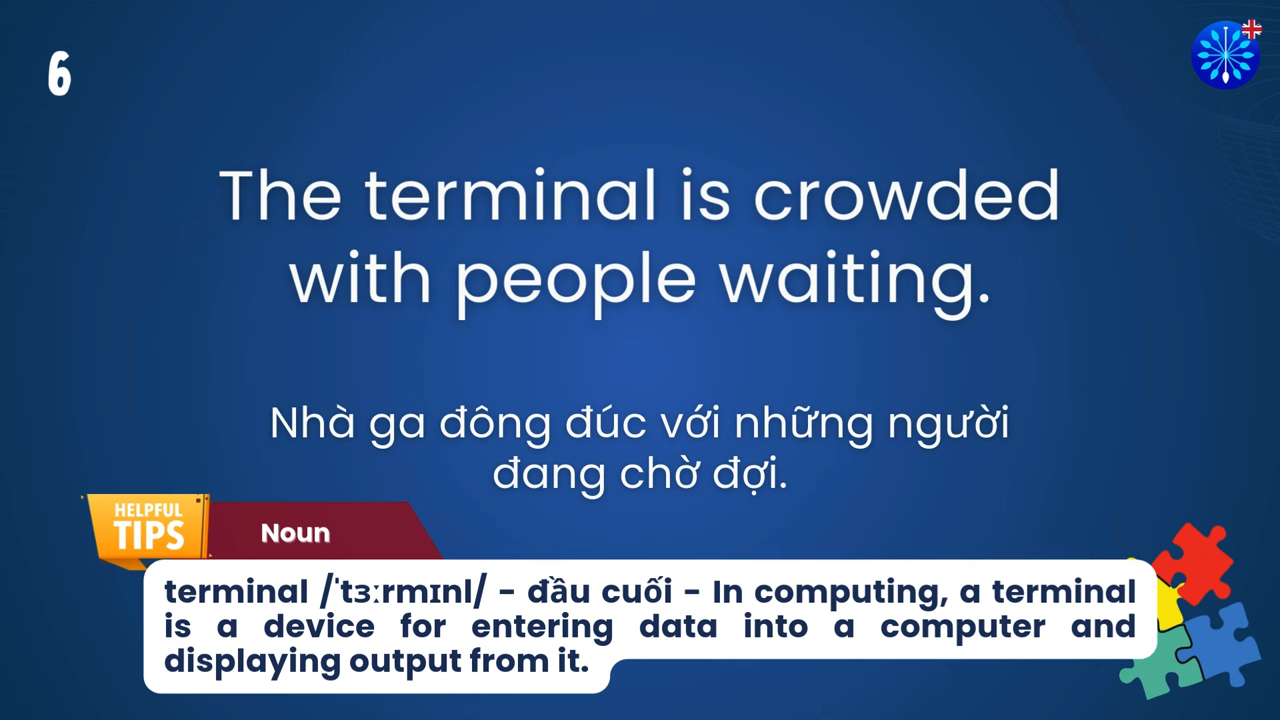 6
The terminal is crowded
with people waiting.
Nhà ga đông đúc với những người
đang chờ đợi.
HELPFUL
TIPS
Noun
terminal /ˈtɜːrmɪnl/ - đầu cuối - In computing, a terminal
is a device for entering data into a computer and
displaying output from it.